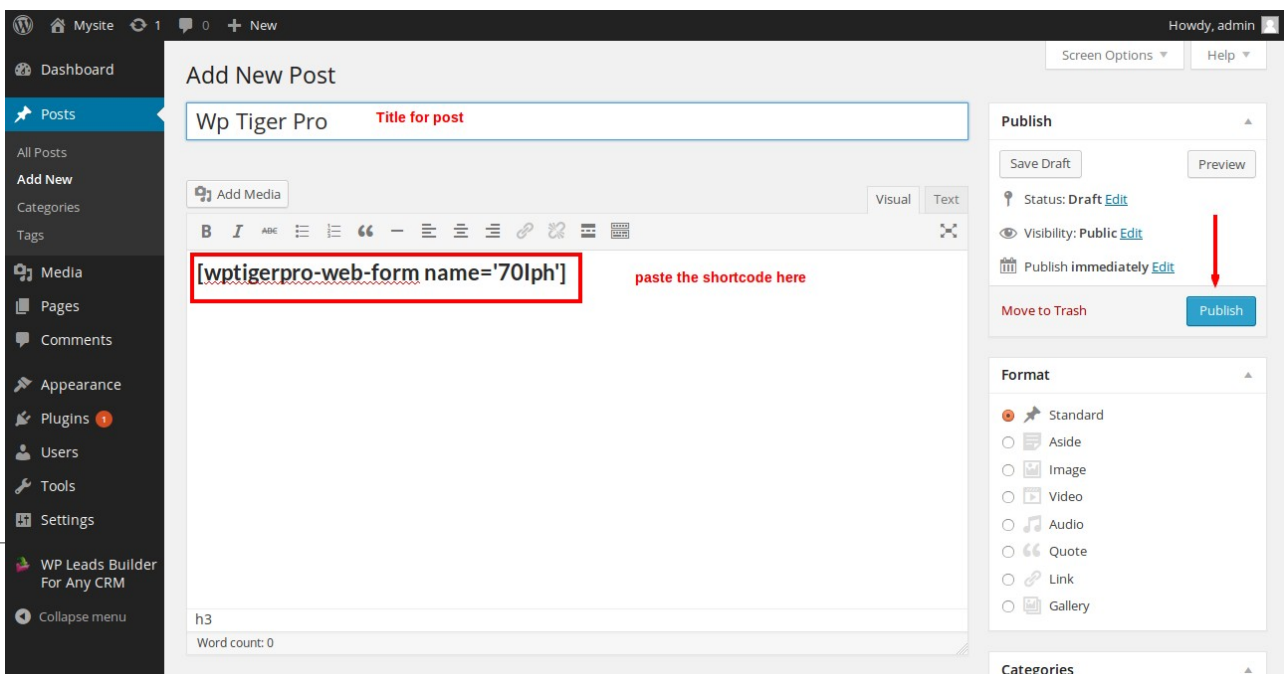 Mysite 1 0 New Howdy, admin
Screen Options Help
Dashboard
Posts
All Posts
Add New
Categories
Tags
Media
Pages
Comments
Appearance
Plugins 1
Users
Tools
Settings
WP Leads Builder
For Any CRM
Collapse menu
Add New Post
Wp Tiger Pro Title for post
Add Media
Visual Text
B I ABC
[wptigerpro-web-form name='70lph'] paste the shortcode here
h3
Word count: 0
Publish
Save Draft Preview
Status: Draft Edit
Visibility: Public Edit
Publish immediately Edit
Move to Trash Publish
Format
Standard
Aside
Image
Video
Audio
Quote
Link
Gallery
Categories